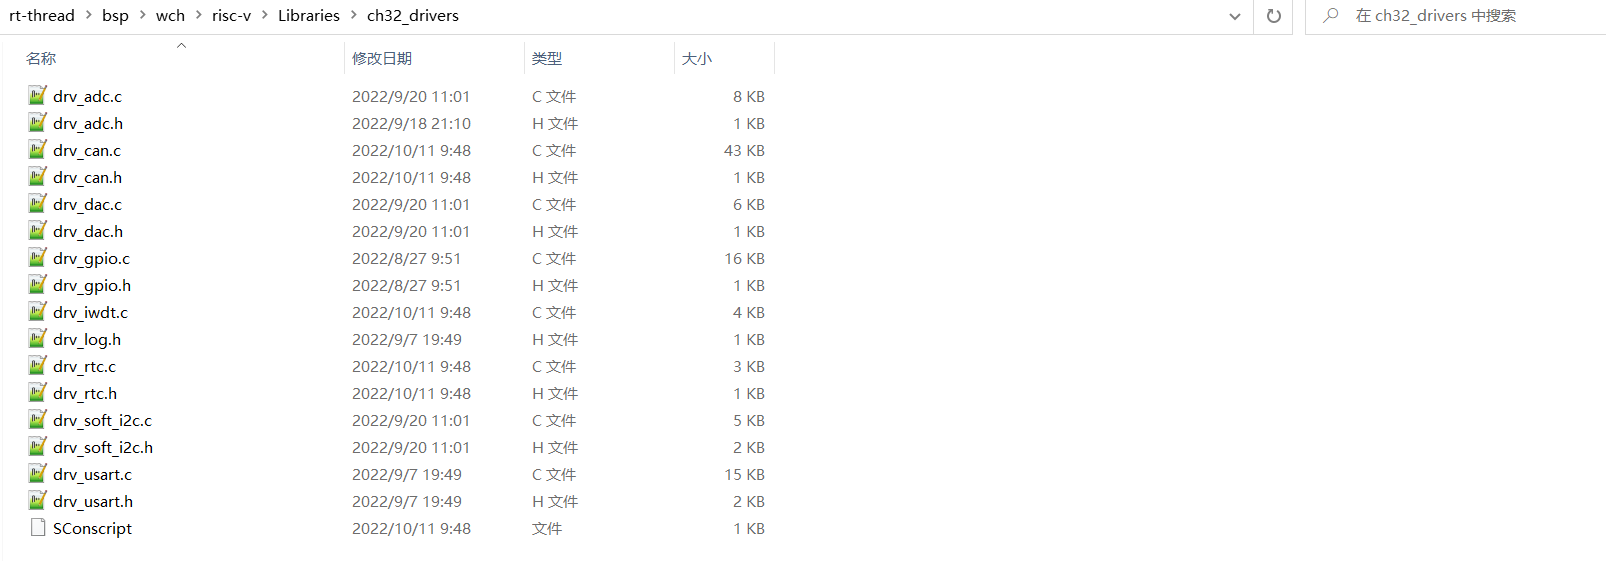 rt-thread > bsp > wch > risc-v > Libraries > ch32_drivers 在 ch32_drivers 中搜索
名称 修改日期 类型 大小
drv_adc.c 2022/9/20 11:01 C 文件 8 KB
drv_adc.h 2022/9/18 21:10 H 文件 1 KB
drv_can.c 2022/10/11 9:48 C 文件 43 KB
drv_can.h 2022/10/11 9:48 H 文件 1 KB
drv_dac.c 2022/9/20 11:01 C 文件 6 KB
drv_dac.h 2022/9/20 11:01 H 文件 1 KB
drv_gpio.c 2022/8/27 9:51 C 文件 16 KB
drv_gpio.h 2022/8/27 9:51 H 文件 1 KB
drv_iwdt.c 2022/10/11 9:48 C 文件 4 KB
drv_log.h 2022/9/7 19:49 H 文件 1 KB
drv_rtc.c 2022/10/11 9:48 C 文件 3 KB
drv_rtc.h 2022/10/11 9:48 H 文件 1 KB
drv_soft_i2c.c 2022/9/20 11:01 C 文件 5 KB
drv_soft_i2c.h 2022/9/20 11:01 H 文件 2 KB
drv_usart.c 2022/9/7 19:49 C 文件 15 KB
drv_usart.h 2022/9/7 19:49 H 文件 2 KB
SConscript 2022/10/11 9:48 文件 1 KB